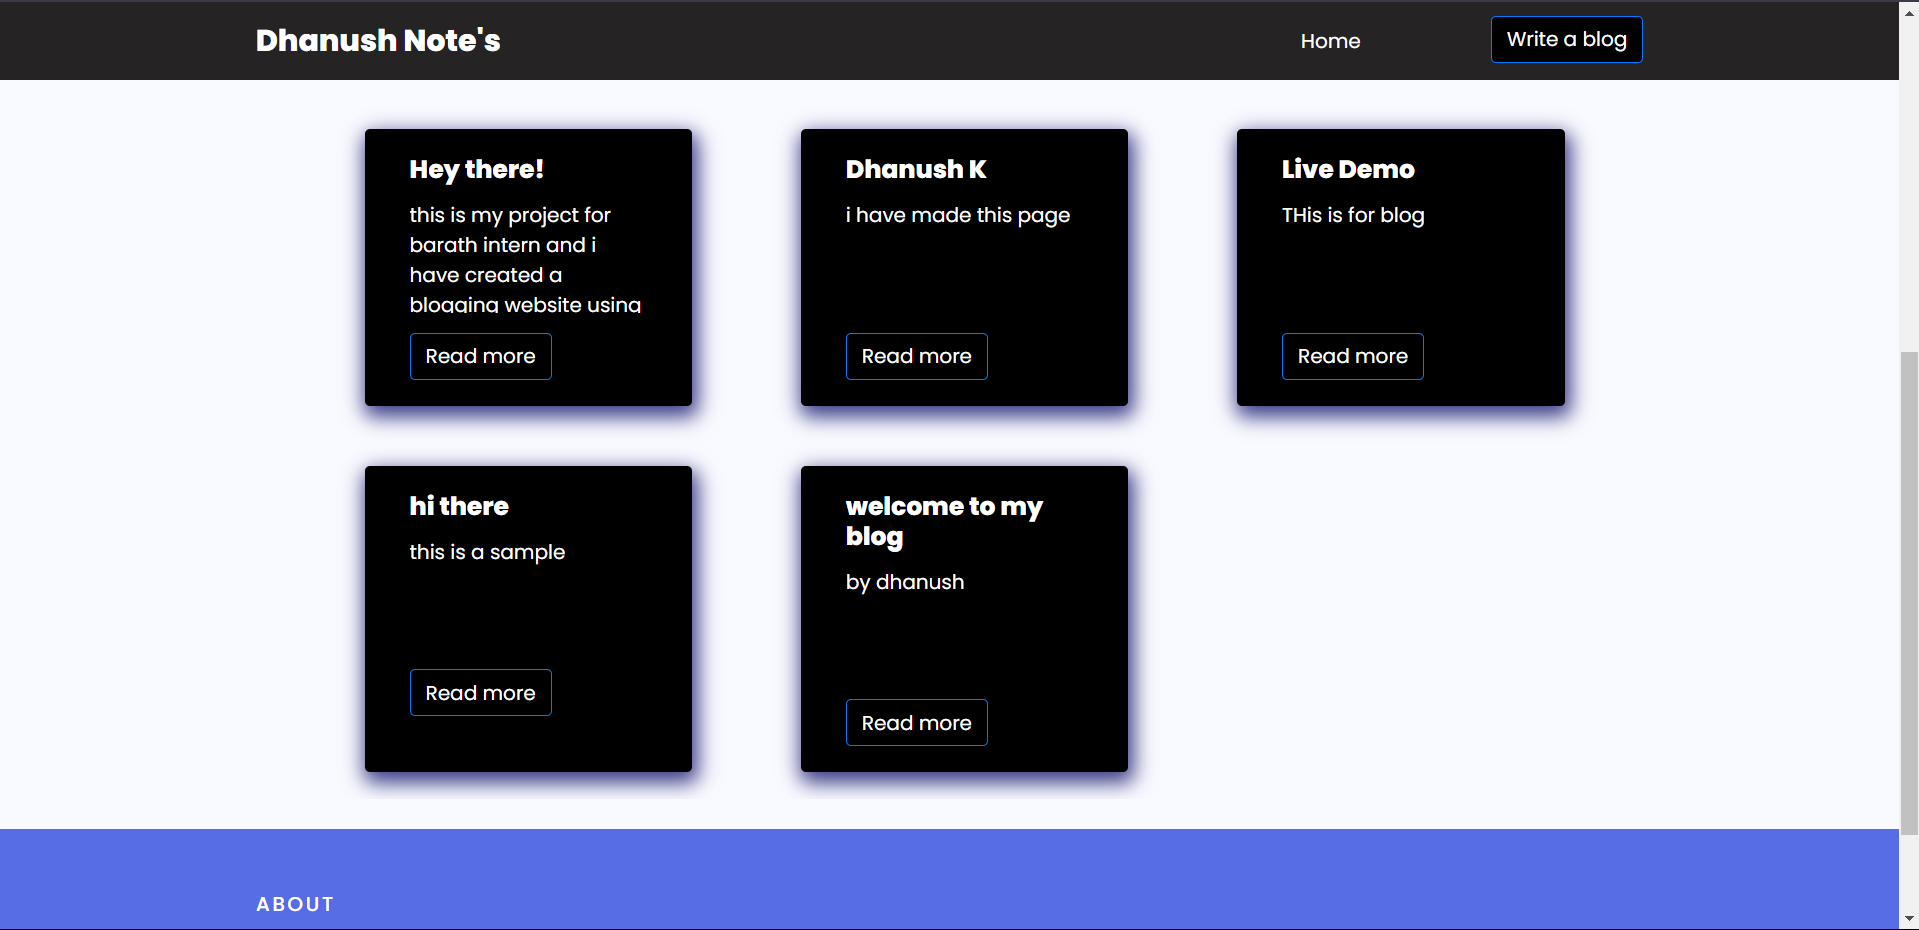 Dhanush Note's
Home
Write a blog
Hey there!
this is my project for
barath intern and i
have created a
blogging website using
Read more
Dhanush K
i have made this page
Read more
Live Demo
THis is for blog
Read more
hi there
this is a sample
Read more
welcome to my
blog
by dhanush
Read more
ABOUT